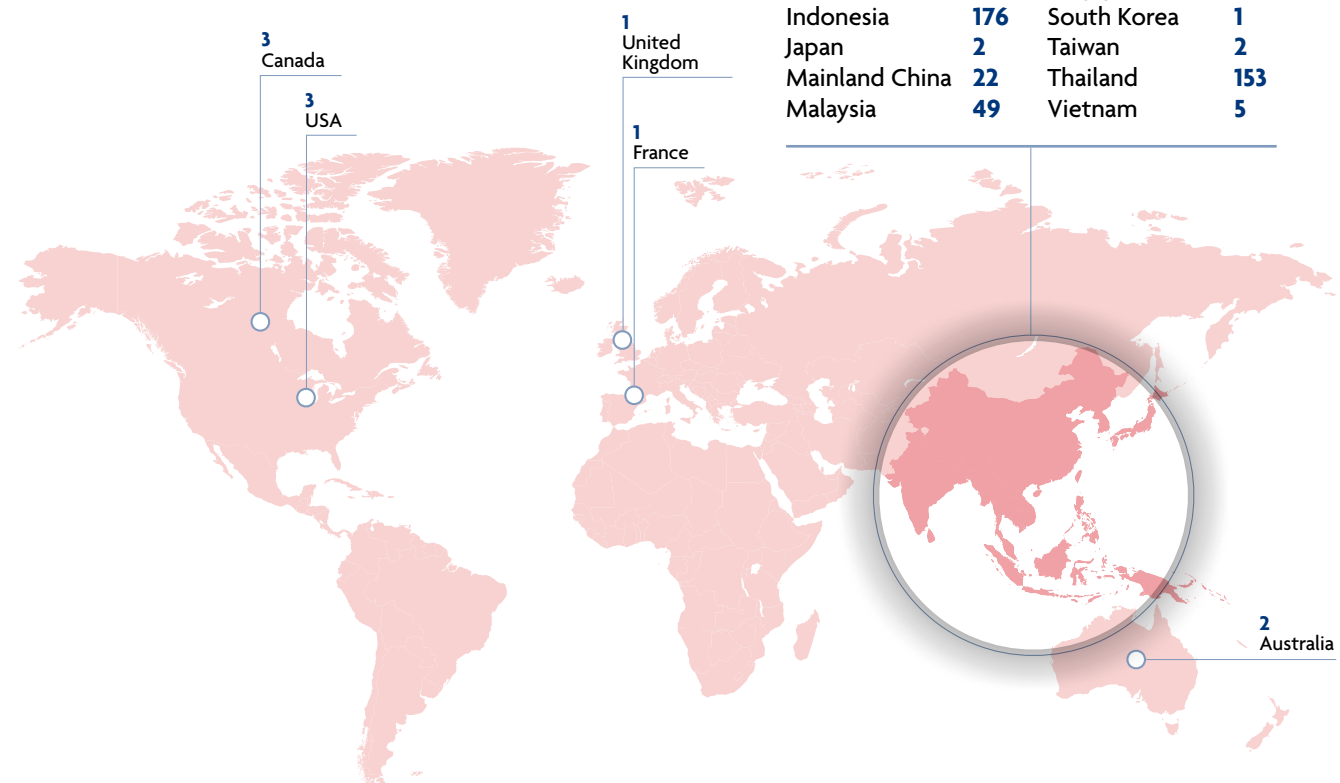 Indonesia 176 South Korea 1
Japan 2 Taiwan 2
Mainland China 22 Thailand 153
Malaysia 49 Vietnam 5
3
Canada
3
USA
1
United
Kingdom
1
France
2
Australia